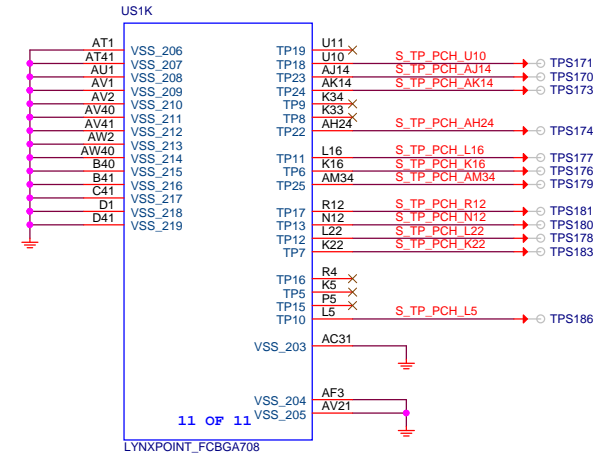 US1K
AT1 VSS_206 TP19 U11
AT41 VSS_207 TP18 U10 S_TP_PCH_U10 TPS171
AU1 VSS_208 TP23 AJ14 S_TP_PCH_AJ14 TPS170
AV1 VSS_209 TP24 AK14 S_TP_PCH_AK14 TPS173
AV2 VSS_210 TP9 K34
AV40 VSS_211 TP8 K33
AV41 VSS_212 TP22 AH24 S_TP_PCH_AH24 TPS174
AW2 VSS_213
AW40 VSS_214 TP11 L16 S_TP_PCH_L16 TPS177
B40 VSS_215 TP6 K16 S_TP_PCH_K16 TPS176
B41 VSS_216 TP25 AM34 S_TP_PCH_AM34 TPS179
C41 VSS_217
D1 VSS_218 TP17 R12 S_TP_PCH_R12 TPS181
D41 VSS_219 TP13 N12 S_TP_PCH_N12 TPS180
TP12 L22 S_TP_PCH_L22 TPS178
TP7 K22 S_TP_PCH_K22 TPS183
TP16 R4
TP5 K5
TP15 P5
TP10 L5 S_TP_PCH_L5 TPS186
VSS_203 AC31
VSS_204 AF3
11 OF 11 VSS_205 AV21
LYNXPOINT_FCBGA708